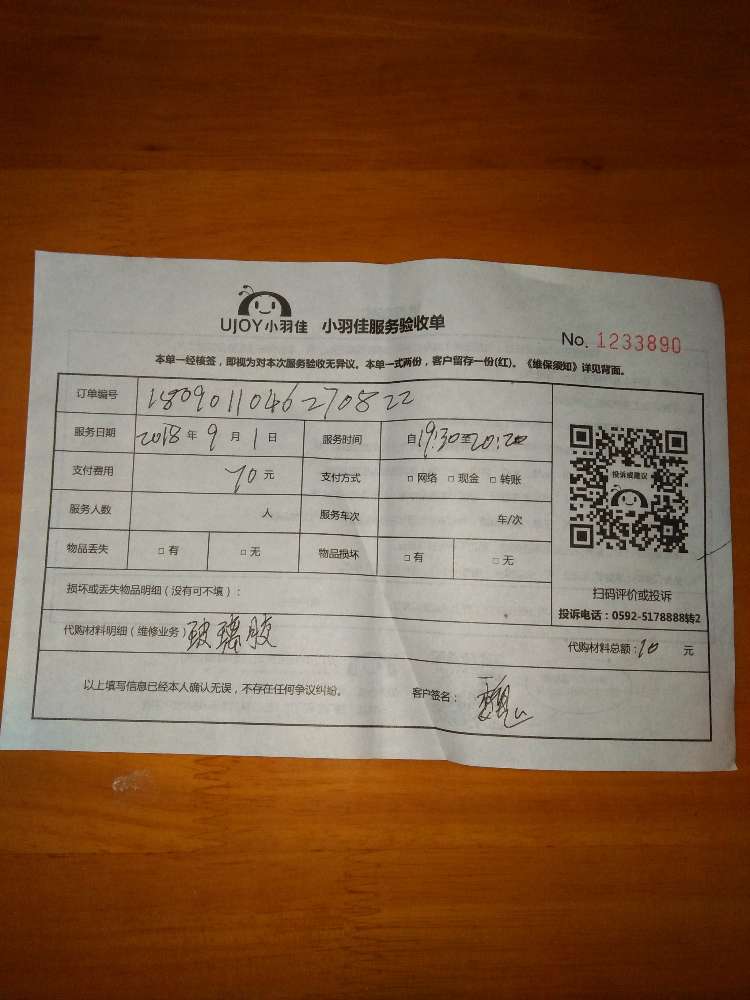 UJOY小羽佳 小羽佳服务验收单
No. 1233890
本单一经核签，即视为对本次服务验收无异议。本单一式两份，客户留存一份(红)。《维保须知》详见背面。
订单编号 1809011046270822
服务日期 2018 年 9 月 1 日 服务时间 自19:30至20:20
支付费用 70 元 支付方式 □ 网络 □ 现金 □ 转账
服务人数 人 服务车次 车/次
物品丢失 □ 有 □ 无 物品损坏 □ 有 □ 无
投诉或建议
扫码评价或投诉
投诉电话：0592-5178888转2
损坏或丢失物品明细（没有可不填）：
代购材料明细（维修业务）玻璃胶 代购材料总额：10 元
以上填写信息已经本人确认无误，不存在任何争议纠纷。 客户签名：